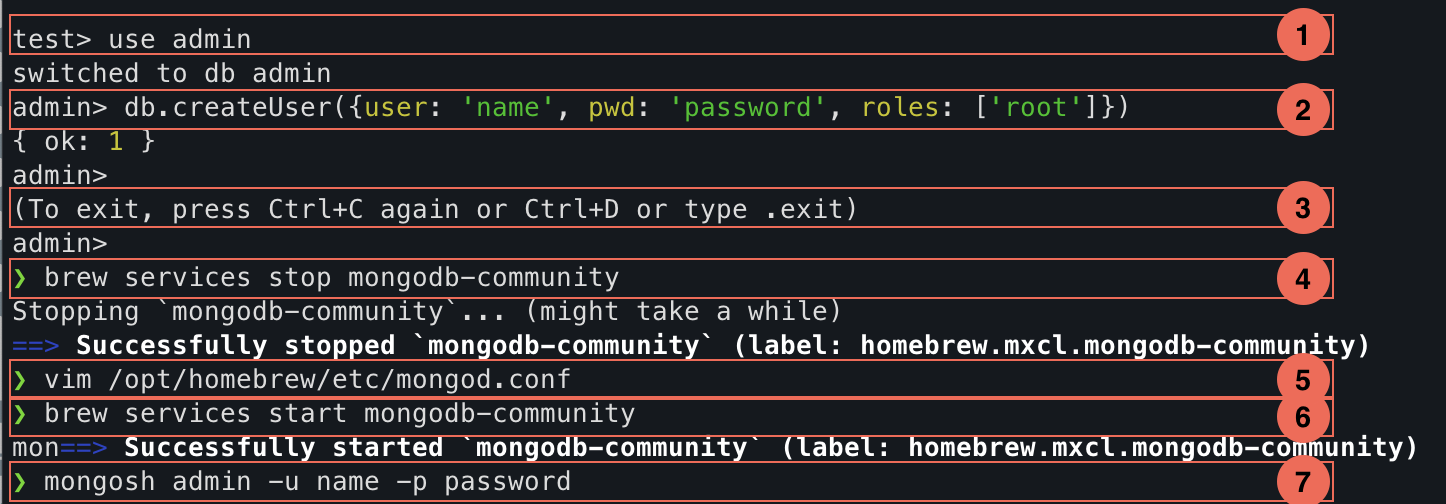 test> use admin 1
switched to db admin
admin> db.createUser({user: 'name', pwd: 'password', roles: ['root']}) 2
{ ok: 1 }
admin>
(To exit, press Ctrl+C again or Ctrl+D or type .exit) 3
admin>
❯ brew services stop mongodb-community 4
Stopping `mongodb-community`... (might take a while)
==> Successfully stopped `mongodb-community` (label: homebrew.mxcl.mongodb-community)
❯ vim /opt/homebrew/etc/mongod.conf 5
❯ brew services start mongodb-community 6
mon==> Successfully started `mongodb-community` (label: homebrew.mxcl.mongodb-community)
❯ mongosh admin -u name -p password 7